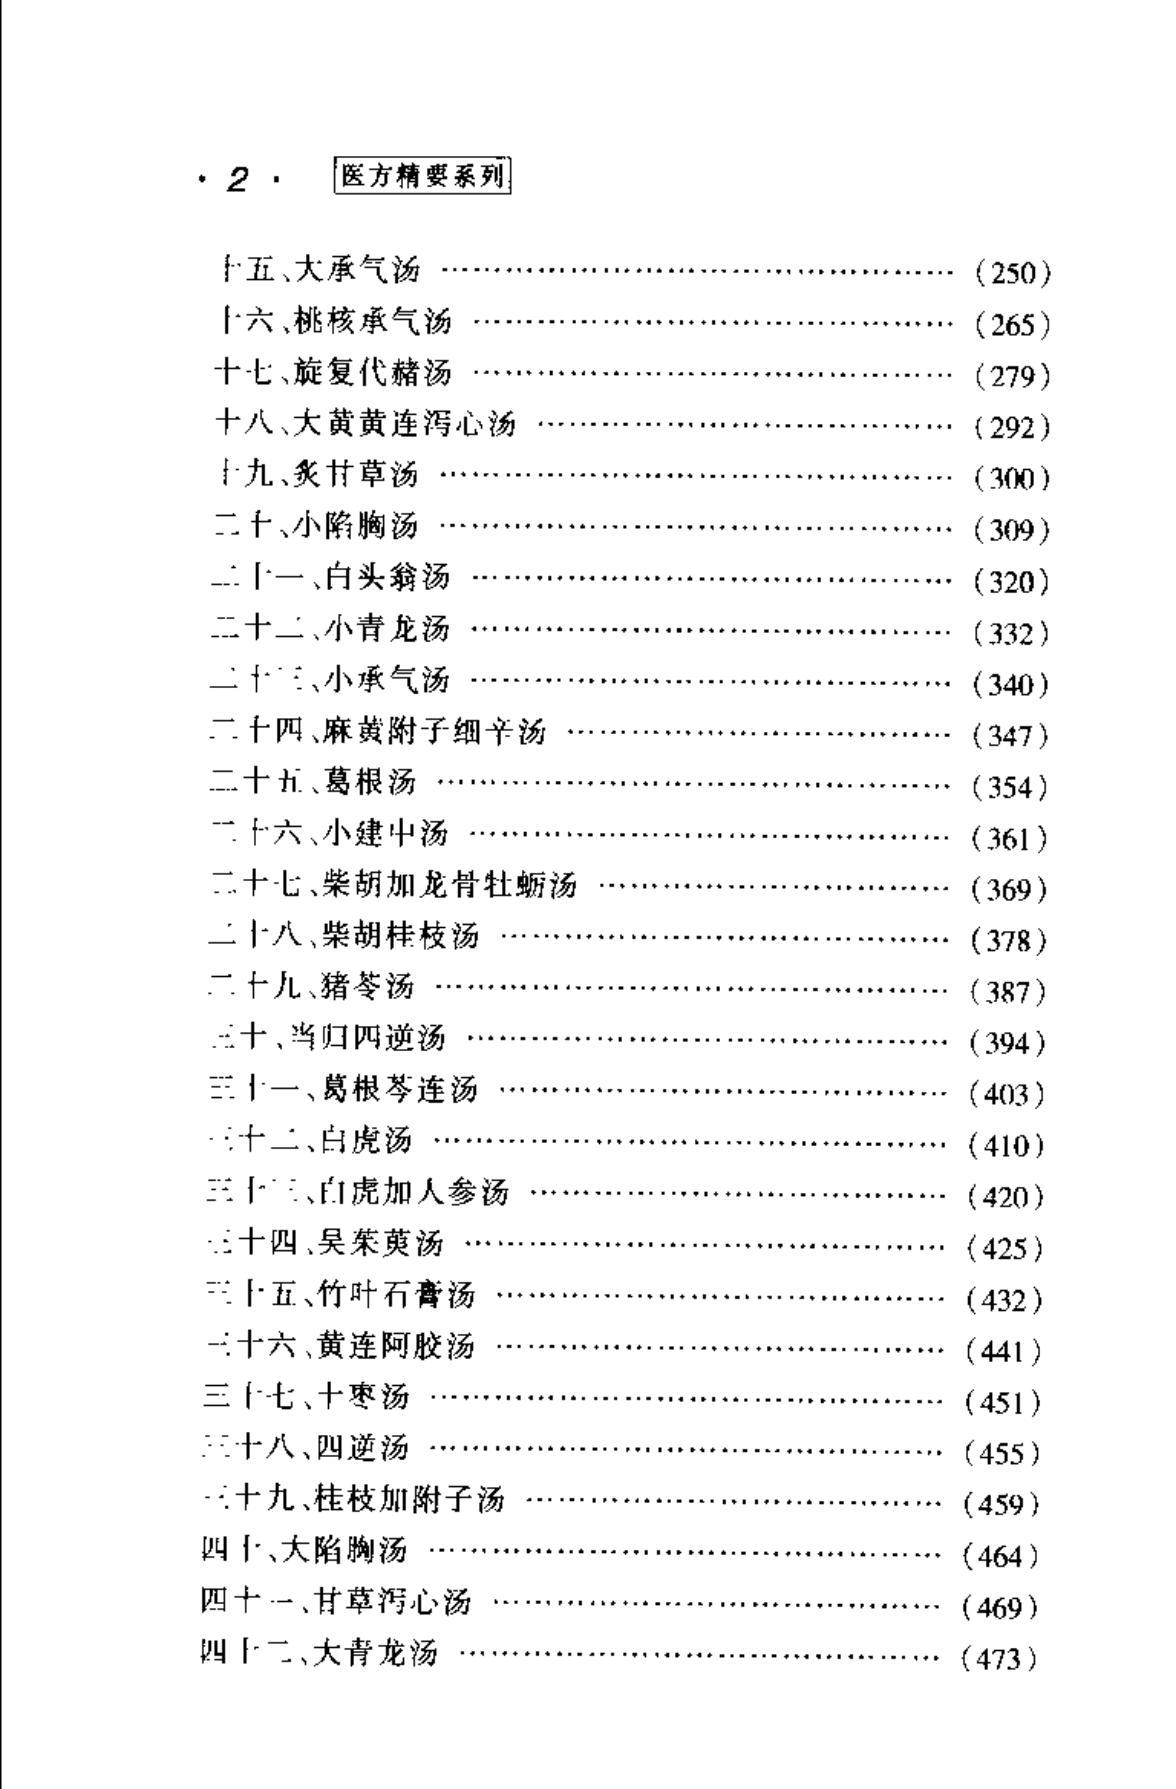 · 2 · 医方精要系列
十五、大承气汤 …………………………………………… (250)
十六、桃核承气汤 ………………………………………… (265)
十七、旋复代赭汤 ………………………………………… (279)
十八、大黄黄连泻心汤 …………………………………… (292)
十九、炙甘草汤 …………………………………………… (300)
二十、小陷胸汤 …………………………………………… (309)
二十一、白头翁汤 ………………………………………… (320)
二十二、小青龙汤 ………………………………………… (332)
二十三、小承气汤 ………………………………………… (340)
二十四、麻黄附子细辛汤 ………………………………… (347)
二十五、葛根汤 …………………………………………… (354)
二十六、小建中汤 ………………………………………… (361)
二十七、柴胡加龙骨牡蛎汤 ……………………………… (369)
二十八、柴胡桂枝汤 ……………………………………… (378)
二十九、猪苓汤 …………………………………………… (387)
三十、当归四逆汤 ………………………………………… (394)
三十一、葛根芩连汤 ……………………………………… (403)
三十二、白虎汤 …………………………………………… (410)
三十三、白虎加人参汤 …………………………………… (420)
三十四、吴茱萸汤 ………………………………………… (425)
三十五、竹叶石膏汤 ……………………………………… (432)
三十六、黄连阿胶汤 ……………………………………… (441)
三十七、十枣汤 …………………………………………… (451)
三十八、四逆汤 …………………………………………… (455)
三十九、桂枝加附子汤 …………………………………… (459)
四十、大陷胸汤 …………………………………………… (464)
四十一、甘草泻心汤 ……………………………………… (469)
四十二、大青龙汤 ………………………………………… (473)